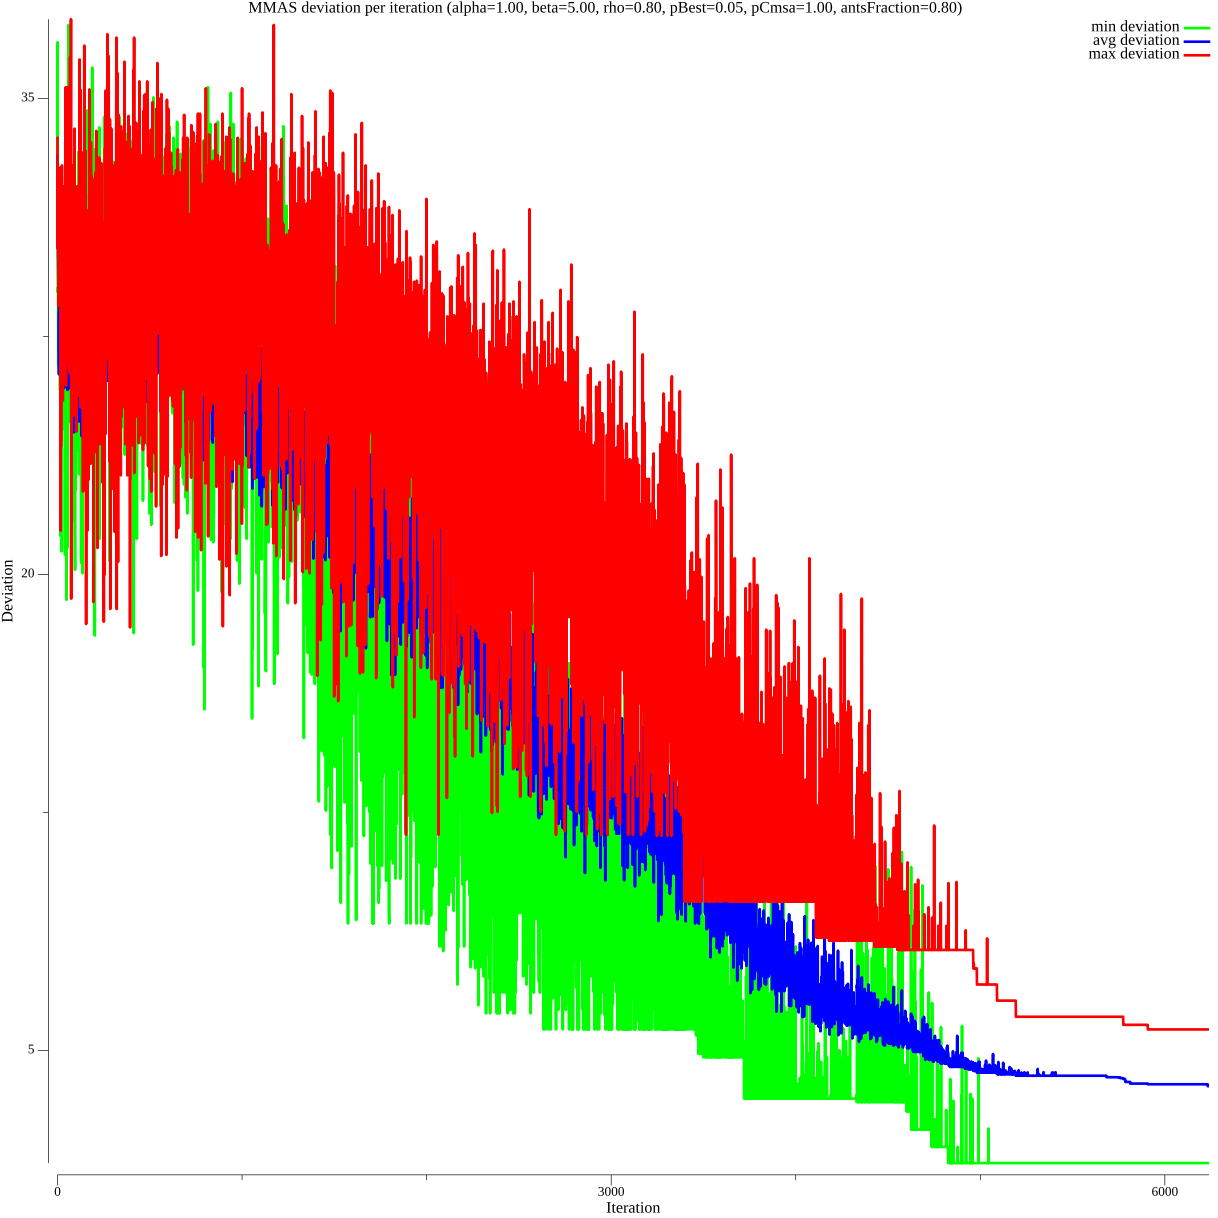 MMAS deviation per iteration (alpha=1.00, beta=5.00, rho=0.80, pBest=0.05, pCmsa=1.00, antsFraction=0.80)
min deviation
avg deviation
max deviation
35
20
5
Deviation
0
3000
6000
Iteration